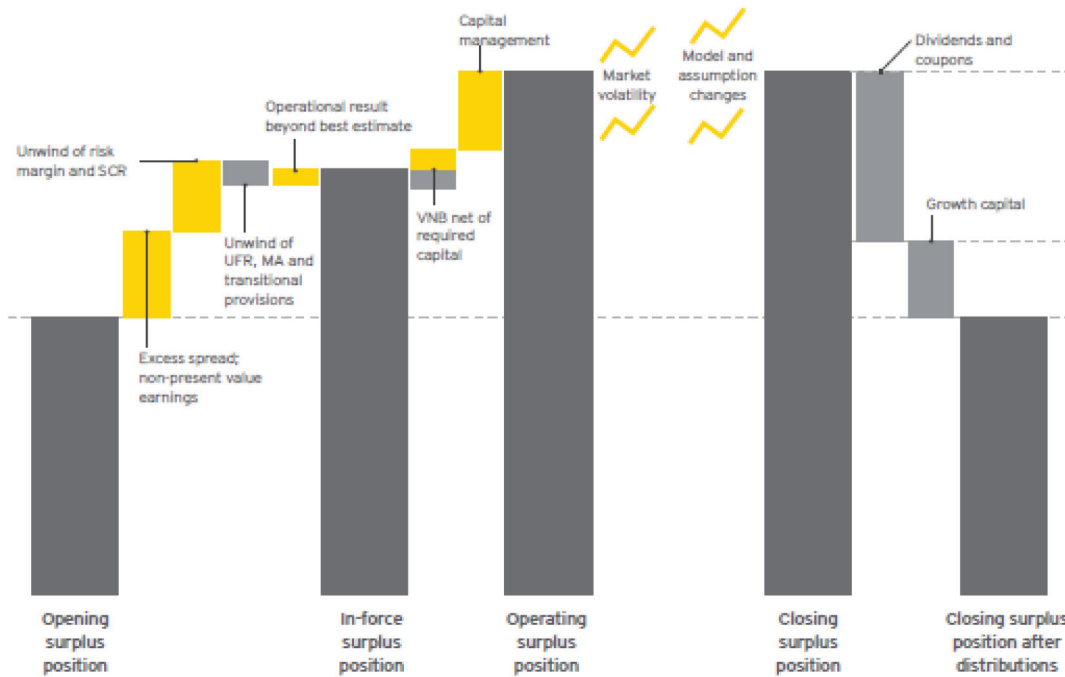 Capital
management
Dividends and
coupons
Market
volatility
Model and
assumption
changes
Operational result
beyond best estimate
Unwind of risk
margin and SCR
Growth capital
VNB net of
required
capital
Unwind of
UFR, MA and
transitional
provisions
Excess spread;
non-present value
earnings
Opening
surplus
position
In-force
surplus
position
Operating
surplus
position
Closing
surplus
position
Closing surplus
position after
distributions